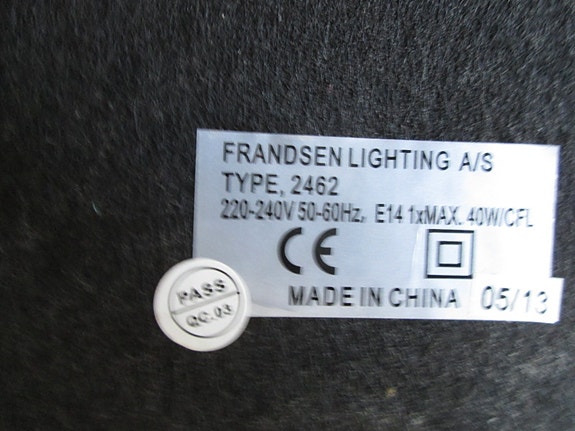 FRANDSEN LIGHTING A/S
TYPE, 2462
220-240V 50-60Hz, E14 1xMAX. 40W/CFL
CE
MADE IN CHINA 05/13
PASS
QC.03